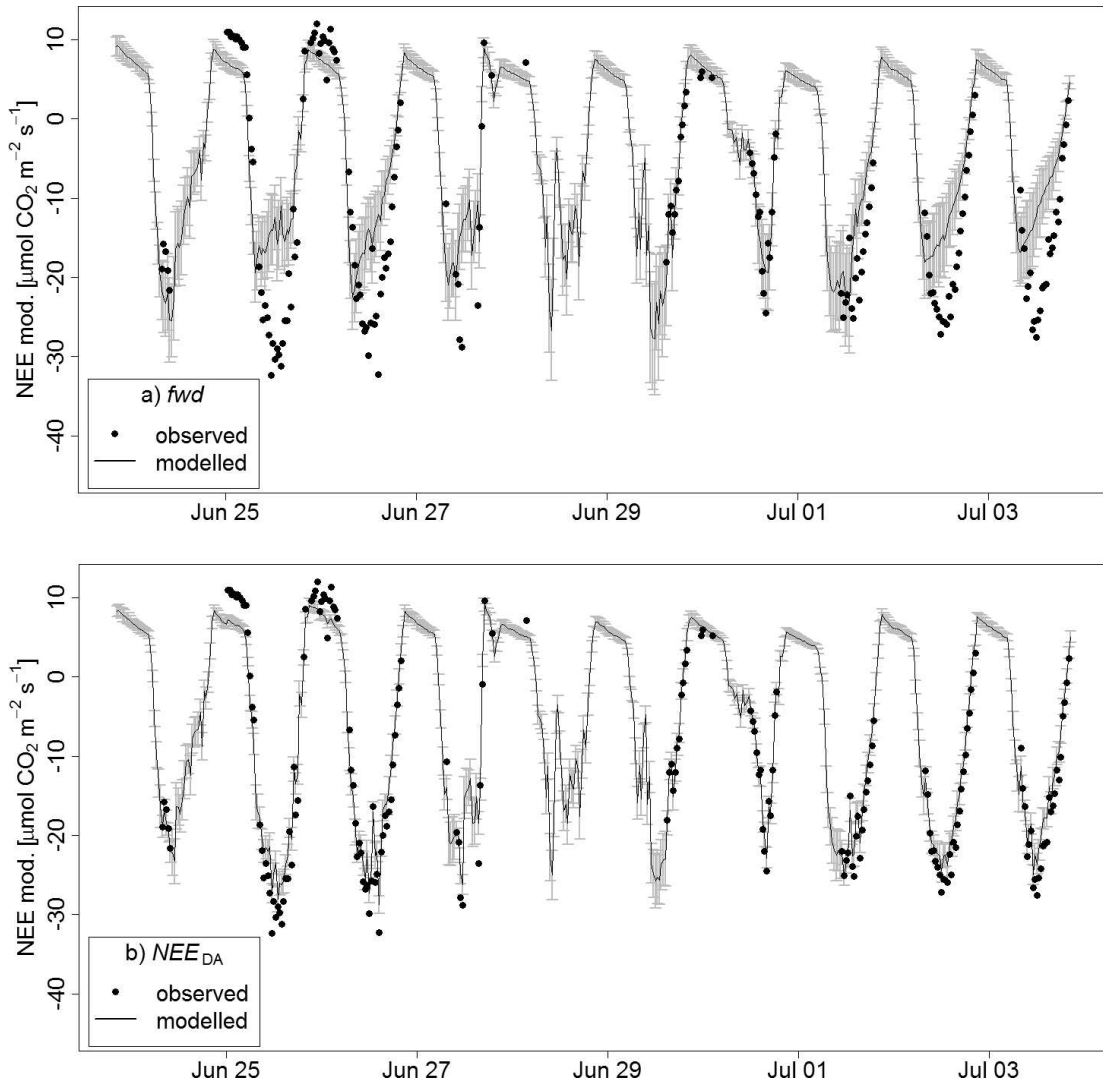 NEE mod. [μmol CO₂ m⁻² s⁻¹]
10
0
-10
-20
-30
-40
a) fwd
observed
modelled
Jun 25
Jun 27
Jun 29
Jul 01
Jul 03
NEE mod. [μmol CO₂ m⁻² s⁻¹]
10
0
-10
-20
-30
-40
b) NEE_DA
observed
modelled
Jun 25
Jun 27
Jun 29
Jul 01
Jul 03